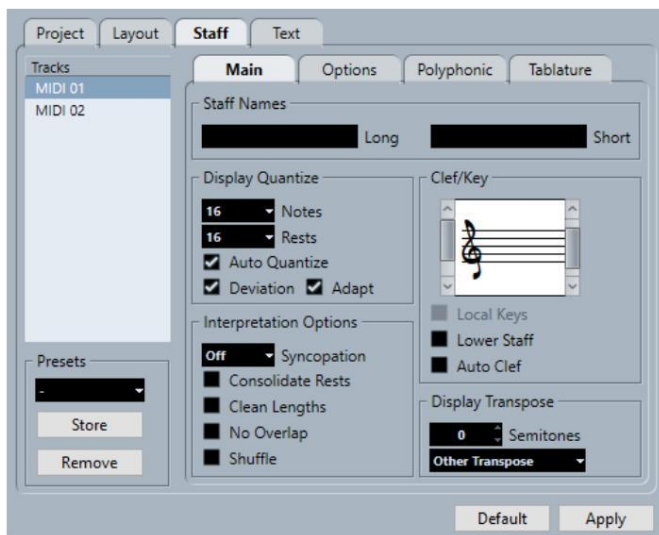 Project Layout Staff Text
Tracks
MIDI 01
MIDI 02
Main Options Polyphonic Tablature
Staff Names
Long Short
Display Quantize
16 Notes
16 Rests
Auto Quantize
Deviation Adapt
Clef/Key
Local Keys
Lower Staff
Auto Clef
Interpretation Options
Off Syncopation
Consolidate Rests
Clean Lengths
No Overlap
Shuffle
Display Transpose
0 Semitones
Other Transpose
Presets
-
Store
Remove
Default Apply